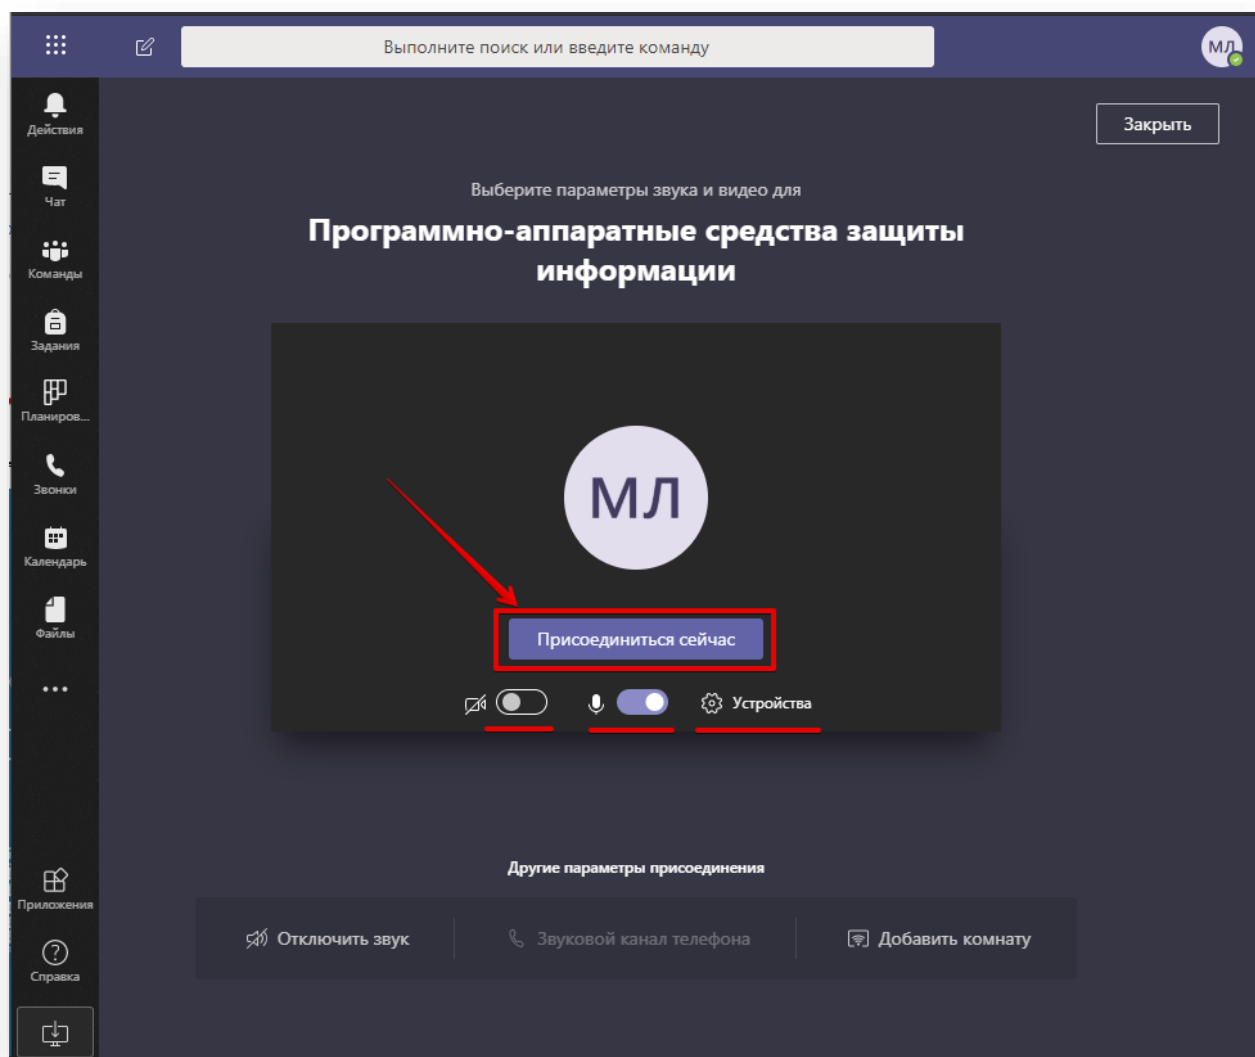 Выполните поиск или введите команду
МЛ
Действия
Чат
Команды
Задания
Планиров...
Звонки
Календарь
Файлы
Приложения
Справка
Закрыть
Выберите параметры звука и видео для
Программно-аппаратные средства защиты
информации
МЛ
Присоединиться сейчас
Устройства
Другие параметры присоединения
Отключить звук
Звуковой канал телефона
Добавить комнату